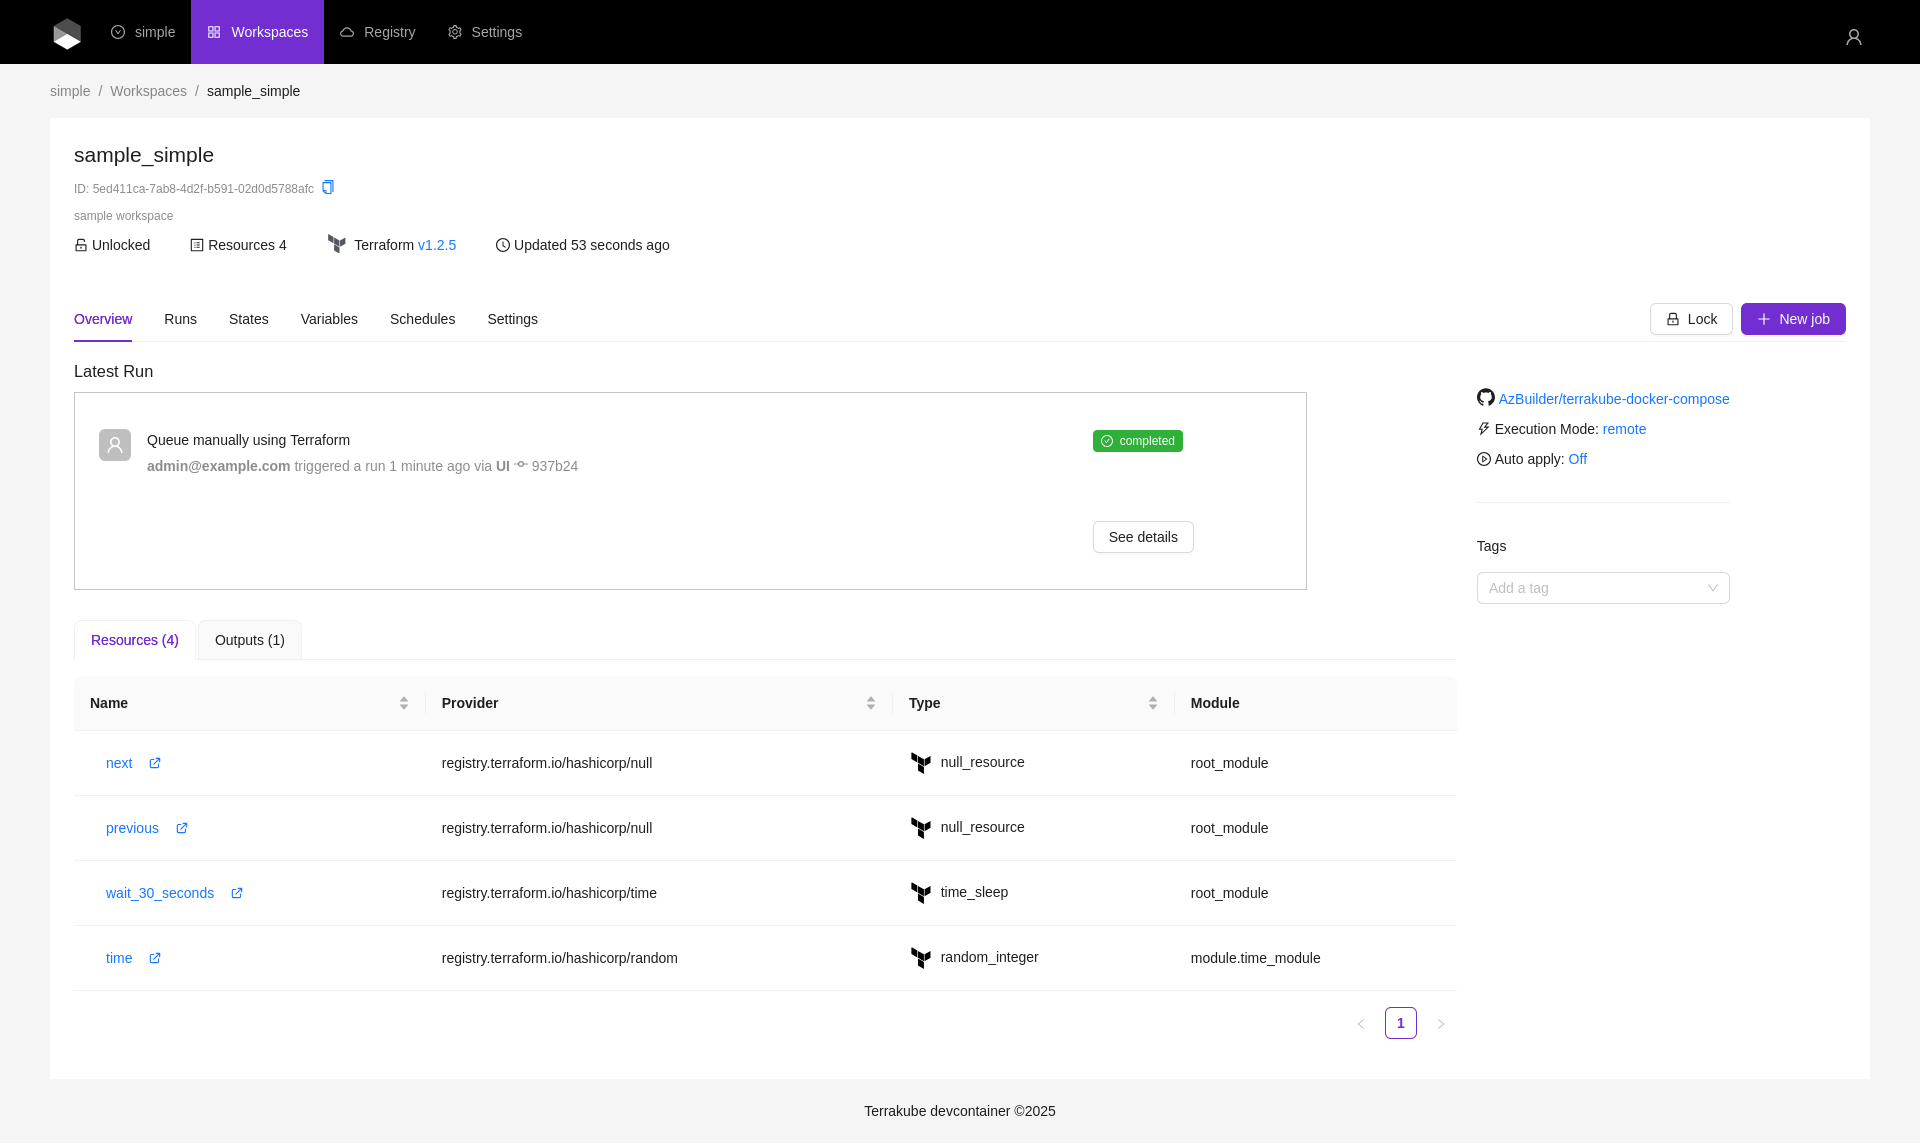 simple Workspaces Registry Settings
simple / Workspaces / sample_simple
sample_simple
ID: 5ed411ca-7ab8-4d2f-b591-02d0d5788afc
sample workspace
Unlocked Resources 4 Terraform v1.2.5 Updated 53 seconds ago
Overview Runs States Variables Schedules Settings Lock New job
Latest Run
Queue manually using Terraform completed
admin@example.com triggered a run 1 minute ago via UI 937b24
See details
AzBuilder/terrakube-docker-compose
Execution Mode: remote
Auto apply: Off
Tags
Add a tag
Resources (4) Outputs (1)
Name Provider Type Module
next registry.terraform.io/hashicorp/null null_resource root_module
previous registry.terraform.io/hashicorp/null null_resource root_module
wait_30_seconds registry.terraform.io/hashicorp/time time_sleep root_module
time registry.terraform.io/hashicorp/random random_integer module.time_module
1
Terrakube devcontainer ©2025